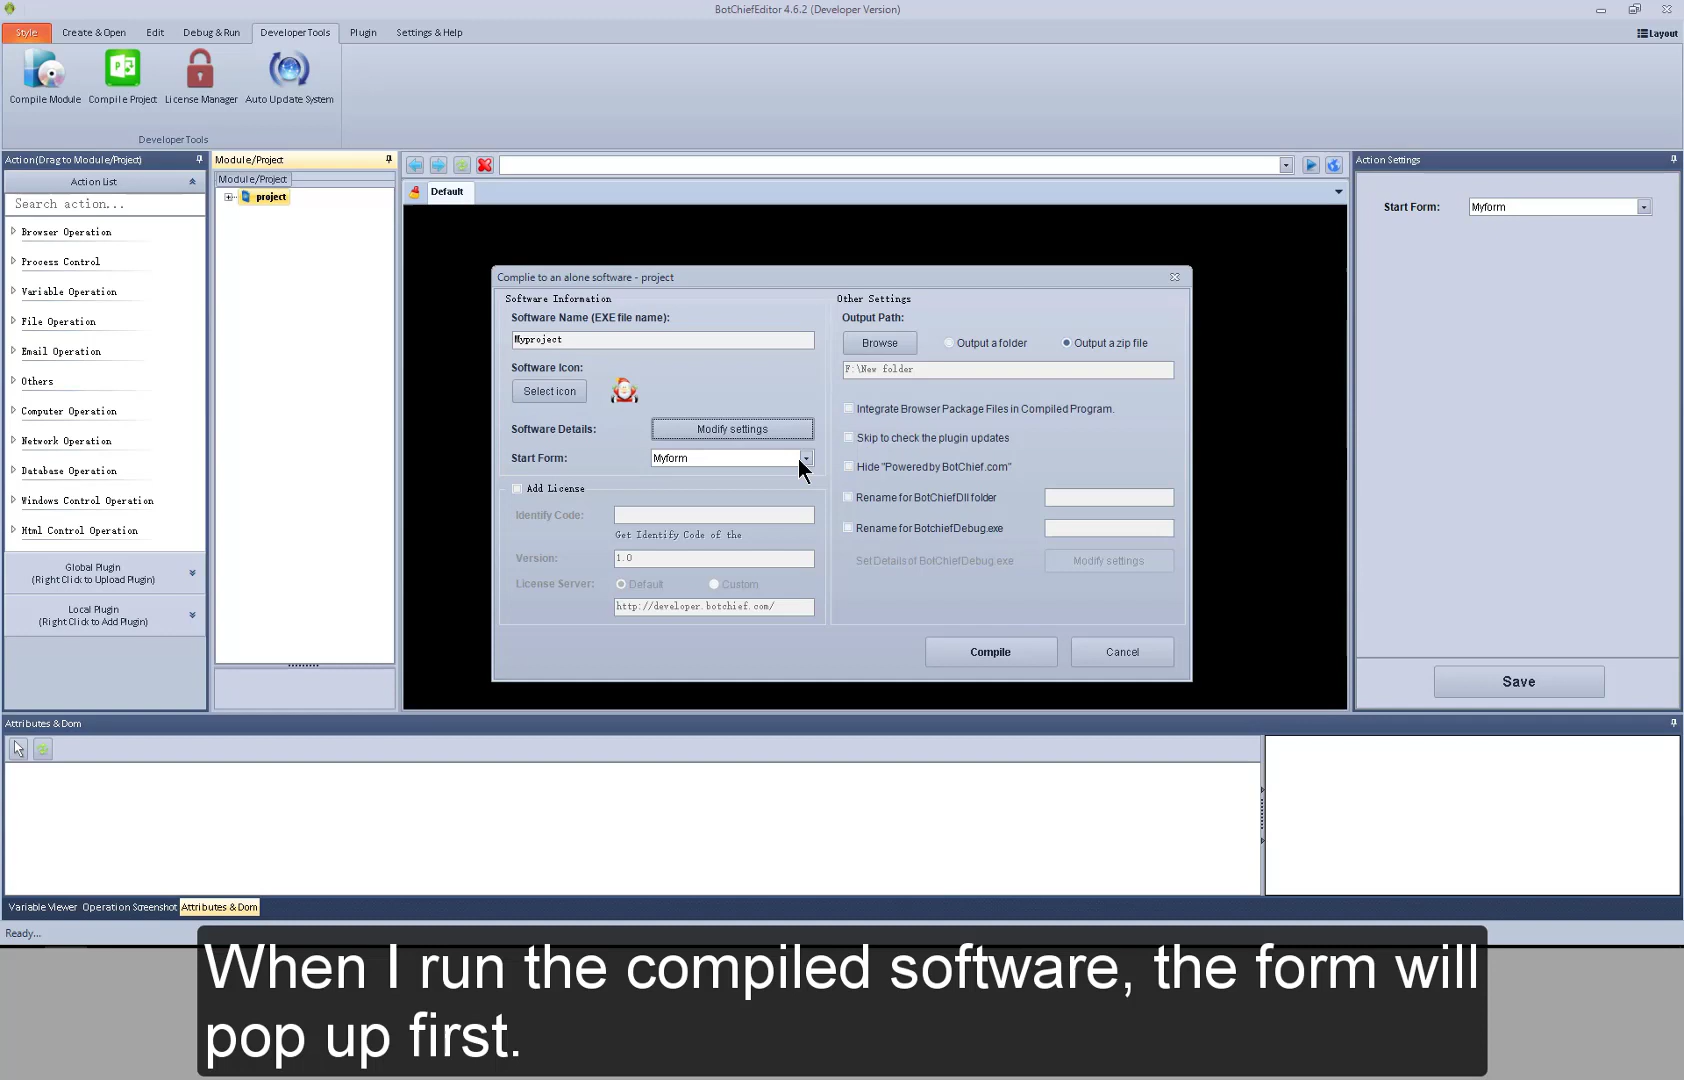 BotChiefEditor 4.6.2 (Developer Version)
Style Create & Open Edit Debug & Run Developer Tools Plugin Settings & Help Layout
Compile Module Compile Project License Manager Auto Update System
Developer Tools
Action(Drag to Module/Project) Module/Project Action Settings
Action List Module/Project
Default
Search action...
project
Start Form: Myform
Browser Operation
Process Control
Variable Operation
File Operation
Email Operation
Others
Computer Operation
Network Operation
Database Operation
Windows Control Operation
Html Control Operation
Global Plugin
(Right Click to Upload Plugin)
Local Plugin
(Right Click to Add Plugin)
Complie to an alone software - project
Software Information
Software Name (EXE file name):
Myproject
Software Icon:
Select icon
Software Details: Modify settings
Start Form: Myform
Add License
Identify Code:
Get Identify Code of the
Version: 1.0
License Server: Default Custom
http://developer.botchief.com/
Other Settings
Output Path:
Browse Output a folder Output a zip file
F:\New folder
Integrate Browser Package Files in Compiled Program.
Skip to check the plugin updates
Hide "Powered by BotChief.com"
Rename for BotChiefDll folder
Rename for BotchiefDebug.exe
Set Details of BotChiefDebug.exe Modify settings
Compile Cancel
Save
Attributes & Dom
Variable Viewer Operation Screenshot Attributes & Dom
Ready...
When I run the compiled software, the form will
pop up first.